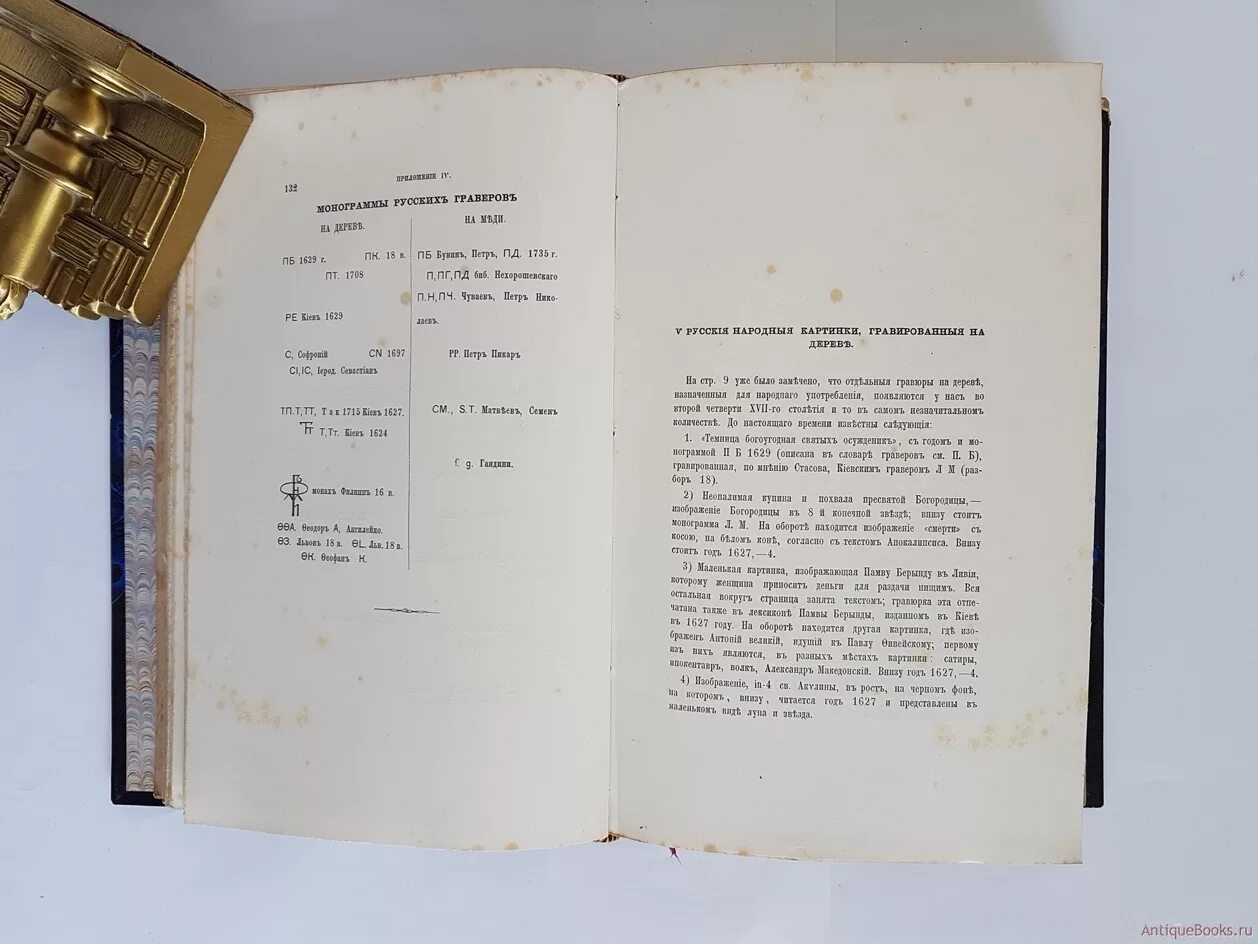 132
ПРИЛОЖЕНІЕ IV.
МОНОГРАММЫ РУССКИХЪ ГРАВЕРОВЪ
НА ДЕРЕВѢ.
ПБ 1629 г. ПК. 18 в.
ПТ. 1708
РЕ Кіевъ 1629
С, Софроній CN 1697
СІ,ІС, Іерод. Севастіанъ
ТП.Т,ТТ, Т а к 1715 Кіевъ 1627.
Т,Тт. Кіевъ 1624
монахъ Филиппъ 16 в.
ѲѲА. Ѳеодоръ А, Ангилейко.
ѲЗ. Львовъ 18 в. ѲL Льв. 18 в.
ѲК. Ѳеофанъ К.
НА МѢДИ.
ПБ Бунинъ, Петръ, П,Д. 1735 г.
П,ПГ,ПД биб. Нехорошевскаго
П.Н,ПЧ. Чуваевъ, Петръ Нико-
лаевъ.
РР. Петръ Пикаръ
СМ., S.T. Матвѣевъ, Семенъ
f. g. Гандини.
V РУССКІЯ НАРОДНЫЯ КАРТИНКИ, ГРАВИРОВАННЫЯ НА
ДЕРЕВѢ.
На стр. 9 уже было замѣчено, что отдѣльныя гравюры на деревѣ,
назначенныя для народнаго употребленія, появляются у насъ во
второй четверти XVII-го столѣтія и то въ самомъ незначительномъ
количествѣ. До настоящаго времени извѣстны слѣдующія:
1. «Темница богоугодная святыхъ осужденикъ», съ годомъ и мо-
нограммой П Б 1629 (описана въ словарѣ граверовъ см. П. Б),
гравированная, по мнѣнію Стасова, Кіевскимъ граверомъ Л М (раз-
боръ 18).
2) Неопалимая купина и похвала пресвятой Богородицы,—
изображеніе Богородицы въ 8 й конечной звѣздѣ; внизу стоитъ
монограмма Л. М. На оборотѣ находится изображеніе «смерти» съ
косою, на бѣломъ конѣ, согласно съ текстомъ Апокалипсиса. Внизу
стоитъ годъ 1627,—4.
3) Маленькая картинка, изображающая Памву Берынду въ Ливіи,
которому женщина приноситъ деньги для раздачи нищимъ. Вся
остальная вокругъ страница занята текстомъ; гравюрка эта отпе-
чатана также въ лексиконѣ Памвы Берынды, изданномъ въ Кіевѣ
въ 1627 году. На оборотѣ находится другая картинка, гдѣ изо-
браженъ Антоній великій, идущій къ Павлу Ѳивейскому; первому
изъ нихъ являются, въ разныхъ мѣстахъ картинки: сатиры,
иппокентавръ, волкъ, Александръ Македонскій. Внизу годъ 1627,—4.
4) Изображеніе, in-4 св. Акулины, въ ростъ, на черномъ фонѣ,
на которомъ, внизу, читается годъ 1627 и представлены въ
маленькомъ видѣ луна и звѣзда.
AntiqueBooks.ru